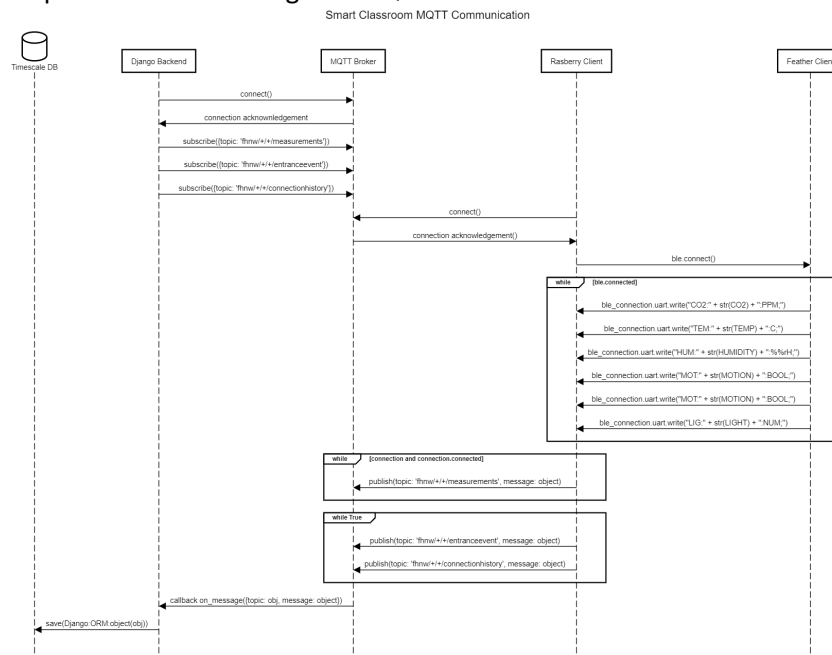 Smart Classroom MQTT Communication
Timescale DB
Django Backend
MQTT Broker
Rasberry Client
Feather Clien
connect()
connection acknownledgement
subscribe({topic: 'fhnw/+/+/measurements'})
subscribe({topic: 'fhnw/+/+/entranceevent'})
subscribe({topic: 'fhnw/+/+/connectionhistory'})
connect()
connection acknowledgement()
ble.connect()
while [ble.connected]
ble_connection.uart.write("CO2:" + str(CO2) + ":PPM;")
ble_connection.uart.write("TEM:" + str(TEMP) + ":C;")
ble_connection.uart.write("HUM:" + str(HUMIDITY) + ":%%rH;")
ble_connection.uart.write("MOT:" + str(MOTION) + ":BOOL;")
ble_connection.uart.write("MOT:" + str(MOTION) + ":BOOL;")
ble_connection.uart.write("LIG:" + str(LIGHT) + ":NUM;")
while [connection and connection.connected]
publish(topic: 'fhnw/+/+/measurements', message: object)
while True
publish(topic: 'fhnw/+/+/entranceevent', message: object)
publish(topic: 'fhnw/+/+/connectionhistory', message: object)
callback on_message({topic: obj, message: object})
save(Django:ORM:object(obj))